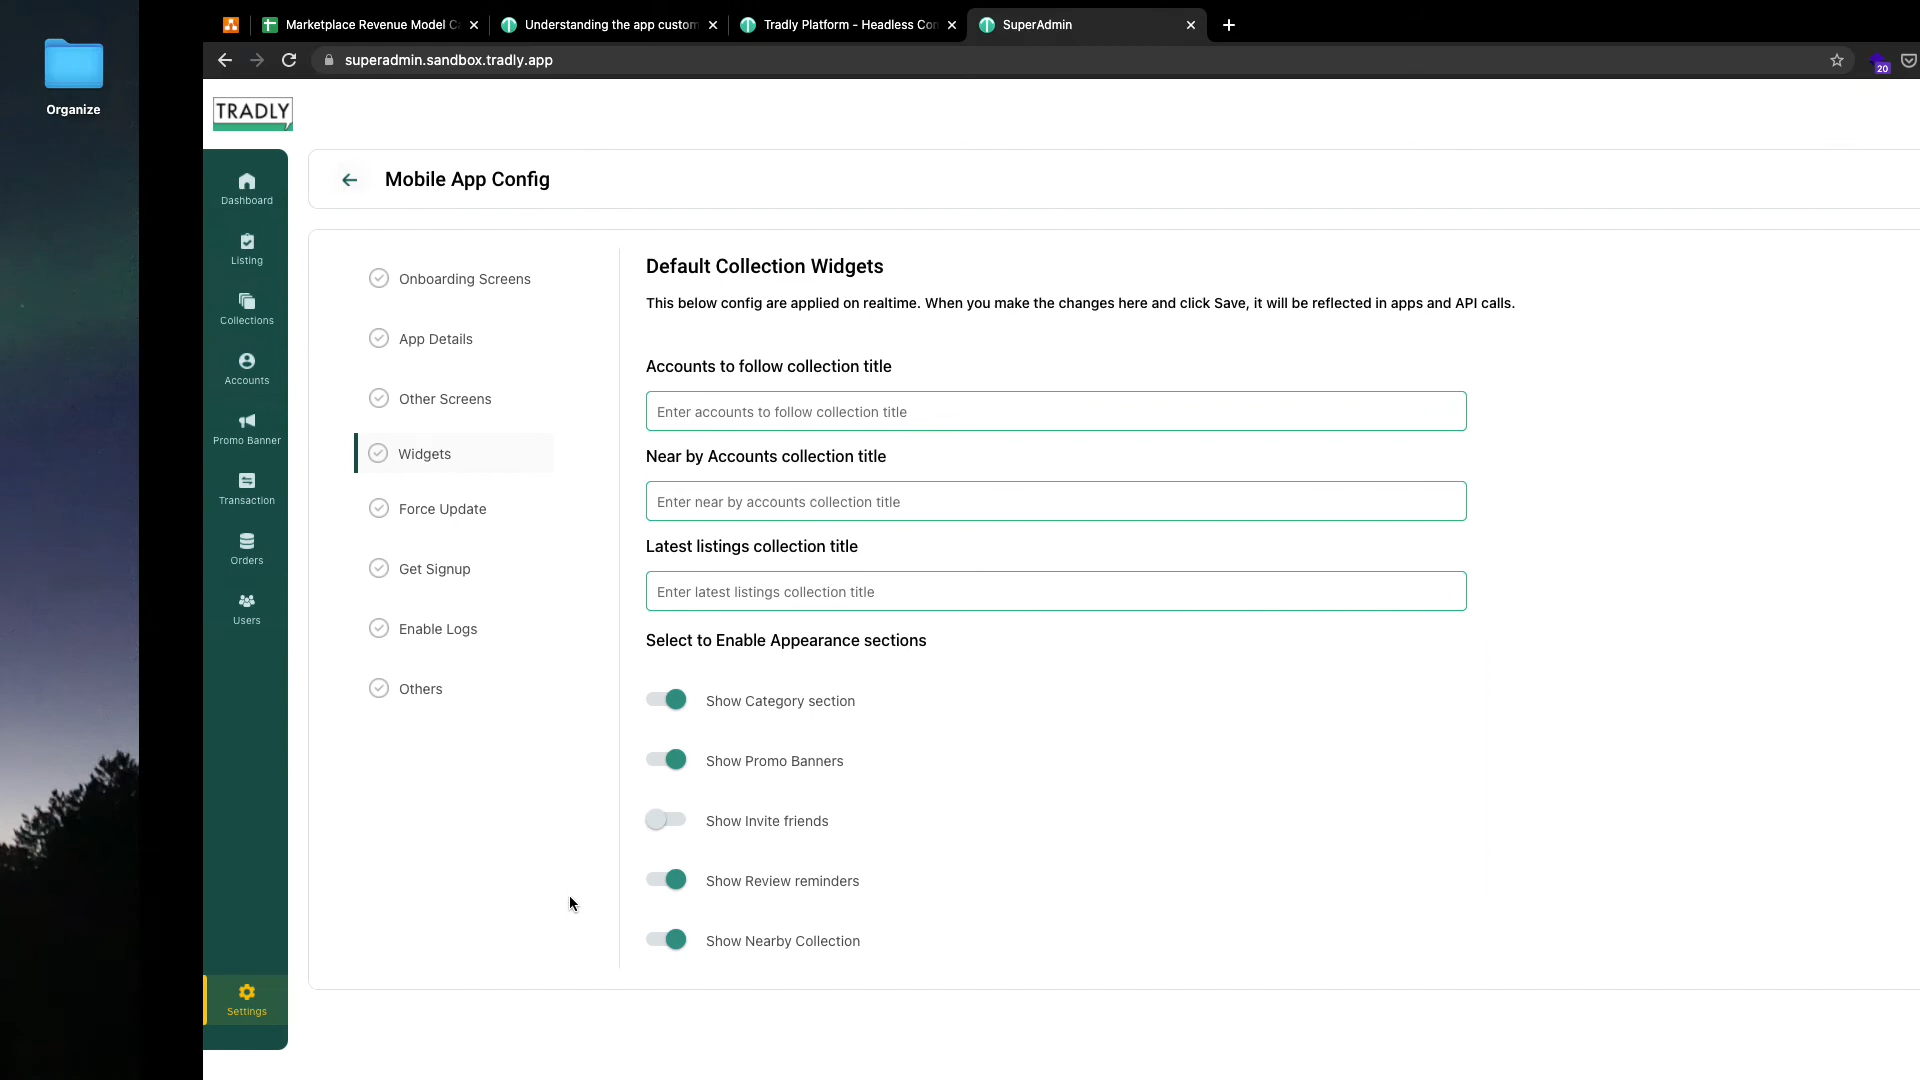 Marketplace Revenue Model C
Understanding the app custom
Tradly Platform - Headless Con
SuperAdmin
superadmin.sandbox.tradly.app
20
Organize
TRADLY
Mobile App Config
Dashboard
Listing
Collections
Accounts
Promo Banner
Transaction
Orders
Users
Settings
Onboarding Screens
App Details
Other Screens
Widgets
Force Update
Get Signup
Enable Logs
Others
Default Collection Widgets
This below config are applied on realtime. When you make the changes here and click Save, it will be reflected in apps and API calls.
Accounts to follow collection title
Enter accounts to follow collection title
Near by Accounts collection title
Enter near by accounts collection title
Latest listings collection title
Enter latest listings collection title
Select to Enable Appearance sections
Show Category section
Show Promo Banners
Show Invite friends
Show Review reminders
Show Nearby Collection